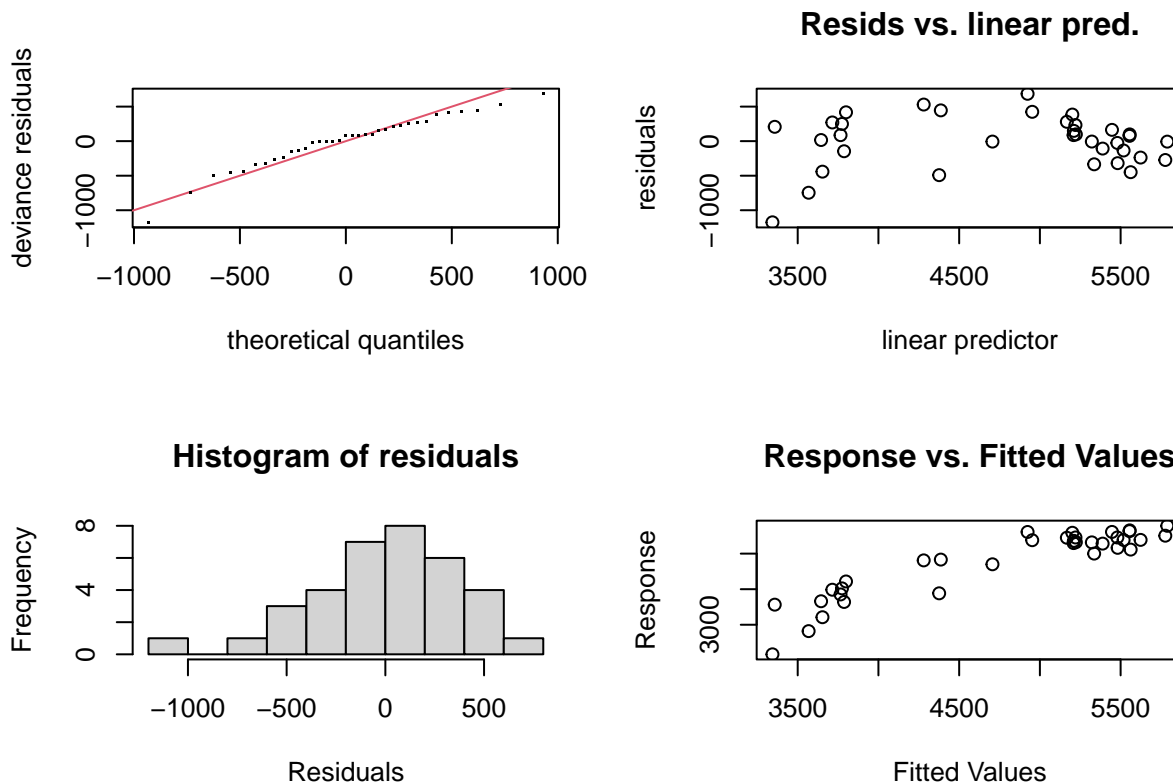 deviance residuals
−1000
0
−1000
−500
0
500
1000
theoretical quantiles
Resids vs. linear pred.
residuals
−1000
0
3500
4500
5500
linear predictor
Histogram of residuals
Frequency
0
4
8
−1000
−500
0
500
Residuals
Response vs. Fitted Values
Response
3000
3500
4500
5500
Fitted Values